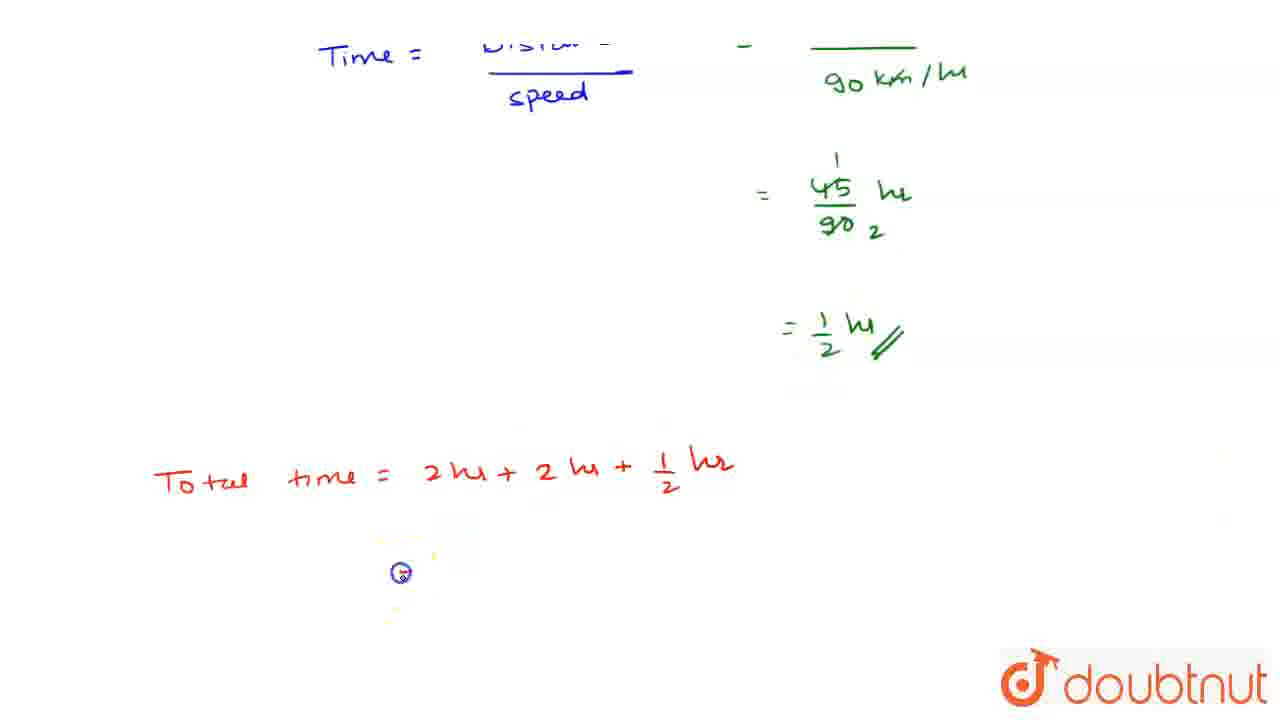 Time =
speed
90 km/hr
1
= 45 hr
90 2
= 1/2 hr
Total time = 2 hr + 2 hr + 1/2 hr
doubtnut